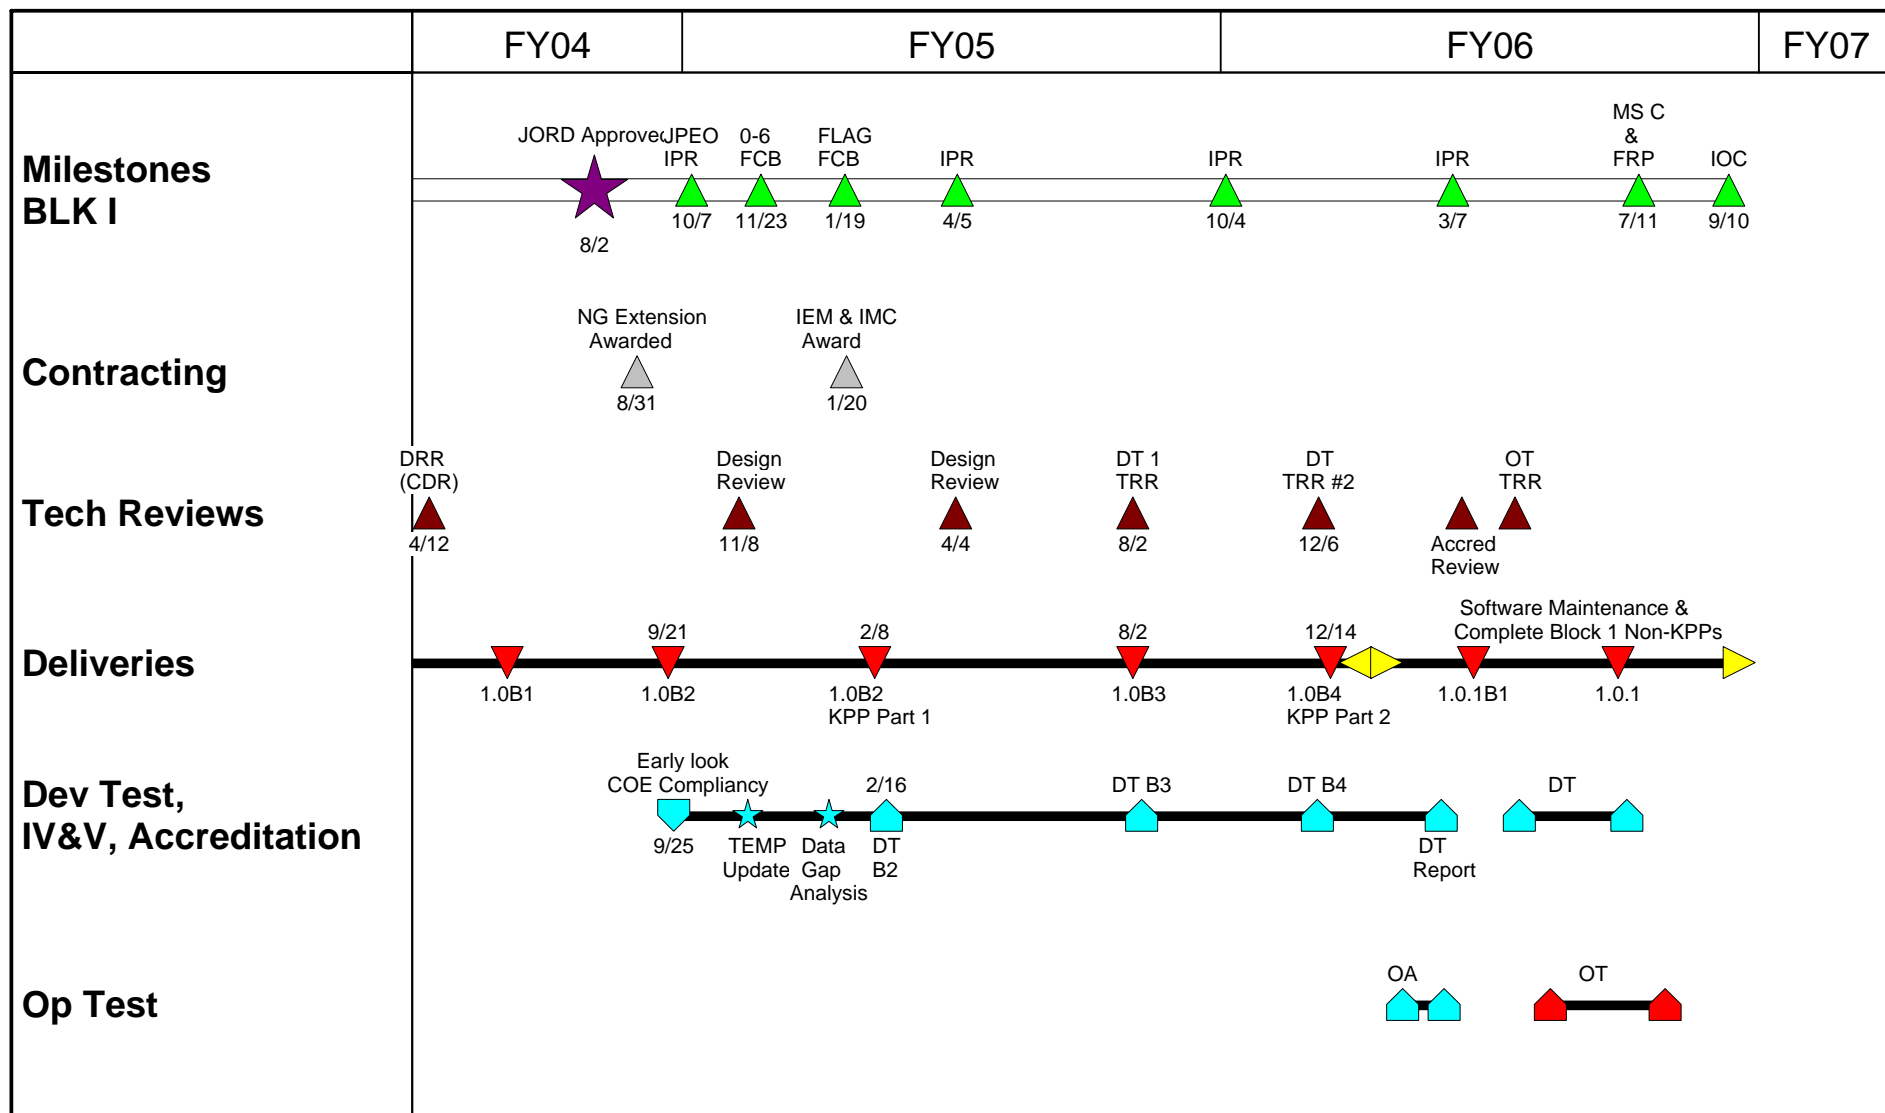 FY04 FY05 FY06 FY07
Milestones
BLK I
JORD Approved
JPEO
IPR
0-6
FCB
FLAG
FCB
IPR
IPR
IPR
MS C
&
FRP
IOC
8/2
10/7
11/23
1/19
4/5
10/4
3/7
7/11
9/10
Contracting
NG Extension
Awarded
8/31
IEM & IMC
Award
1/20
Tech Reviews
DRR
(CDR)
4/12
Design
Review
11/8
Design
Review
4/4
DT 1
TRR
8/2
DT
TRR #2
12/6
Accred
Review
OT
TRR
Deliveries
1.0B1
9/21
1.0B2
2/8
1.0B2
KPP Part 1
8/2
1.0B3
12/14
1.0B4
KPP Part 2
Software Maintenance &
Complete Block 1 Non-KPPs
1.0.1B1
1.0.1
Dev Test,
IV&V, Accreditation
Early look
COE Compliancy
9/25
TEMP
Update
Data
Gap
Analysis
2/16
DT
B2
DT B3
DT B4
DT
Report
DT
Op Test
OA
OT